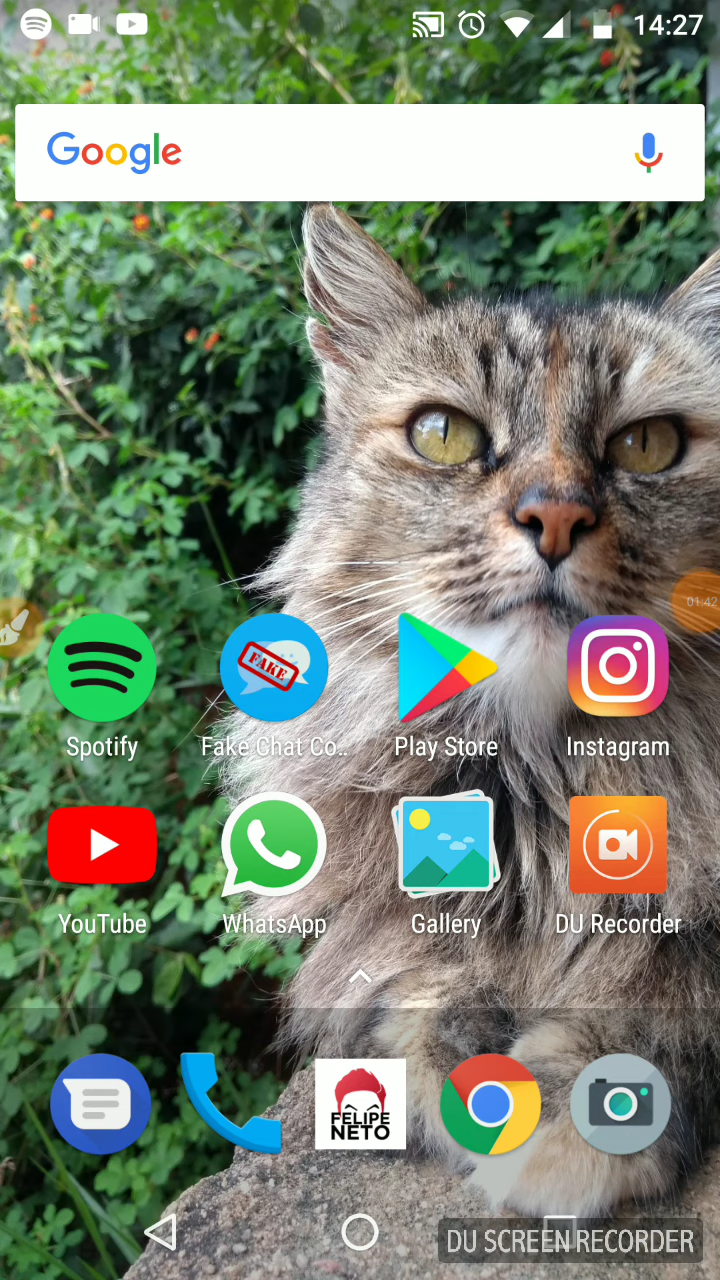 14:27
Google
01:42
FAKE
Spotify
Fake Chat Co..
Play Store
Instagram
YouTube
WhatsApp
Gallery
DU Recorder
FELIPE
NETO
DU SCREEN RECORDER